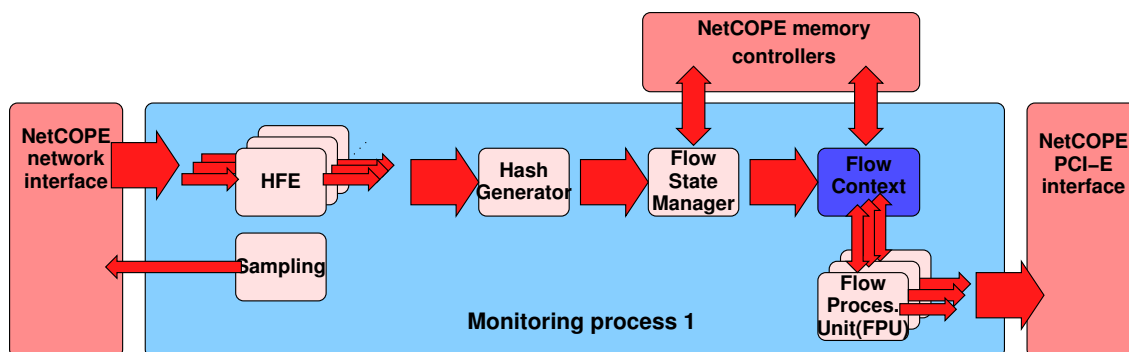 NetCOPE memory
controllers
NetCOPE
network
interface
HFE
Hash
Generator
Flow
State
Manager
Flow
Context
NetCOPE
PCI–E
interface
Sampling
Flow
Proces.
Unit(FPU)
Monitoring process 1